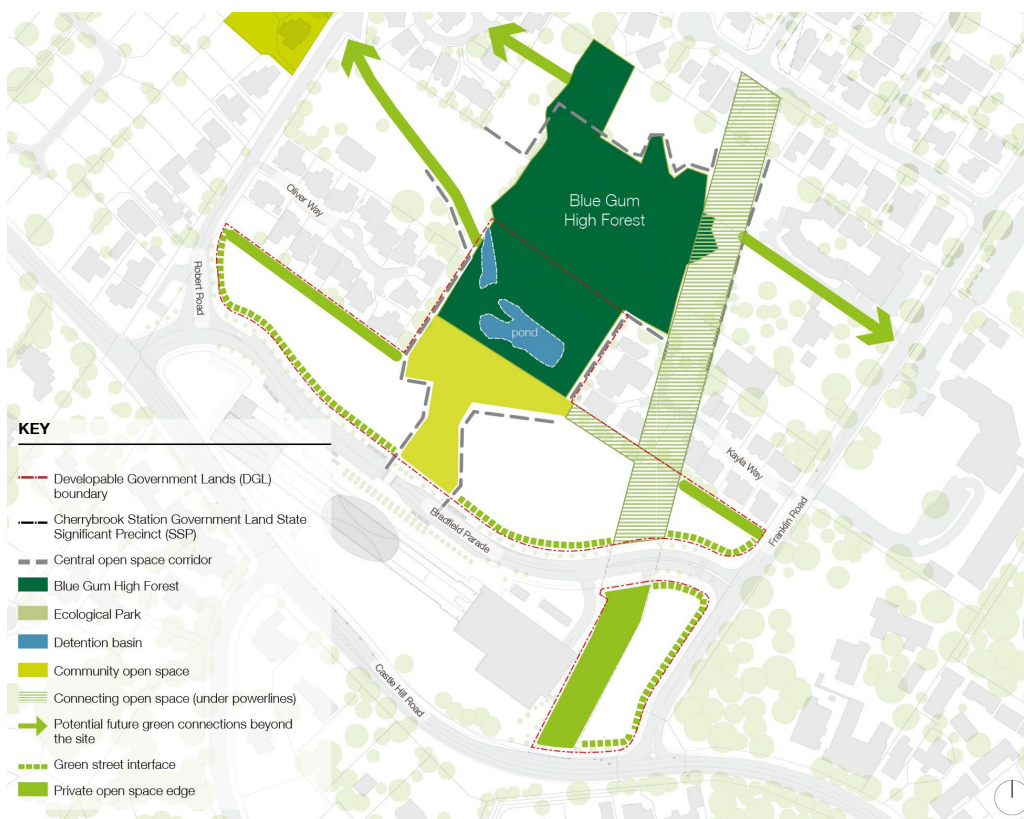 Blue Gum
High Forest
Oliver Way
Robert Road
pond
KEY
Kayla Way
Developable Government Lands (DGL)
boundary
Cherrybrook Station Government Land State
Significant Precinct (SSP)
Bradfield Parade
Franklin Road
Central open space corridor
Blue Gum High Forest
Ecological Park
Detention basin
Community open space
Castle Hill Road
Connecting open space (under powerlines)
Potential future green connections beyond
the site
Green street interface
Private open space edge